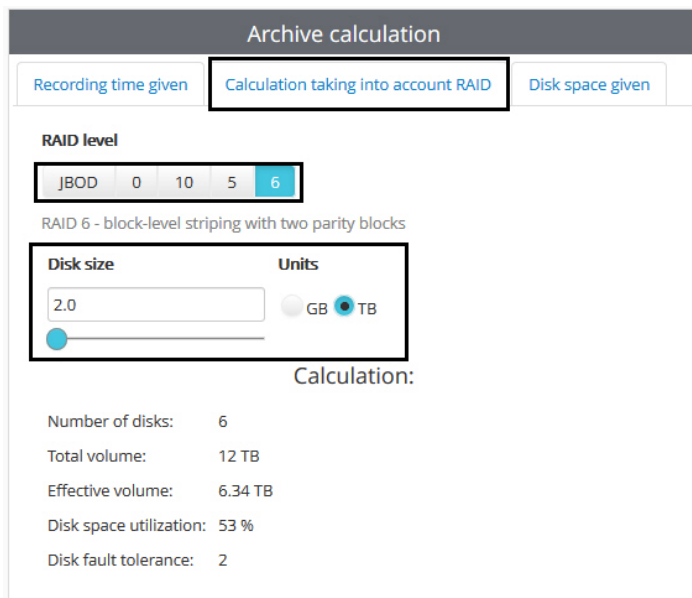 Archive calculation
Recording time given Calculation taking into account RAID Disk space given
RAID level
JBOD 0 10 5 6
RAID 6 - block-level striping with two parity blocks
Disk size Units
2.0 GB TB
Calculation:
Number of disks: 6
Total volume: 12 TB
Effective volume: 6.34 TB
Disk space utilization: 53 %
Disk fault tolerance: 2